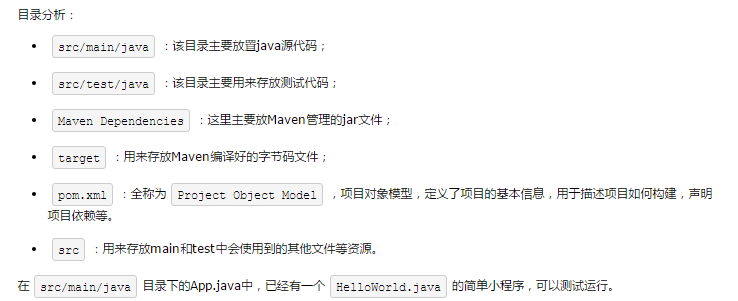 目录分析：
src/main/java ：该目录主要放置java源代码；
src/test/java ：该目录主要用来存放测试代码；
Maven Dependencies ：这里主要放Maven管理的jar文件；
target ：用来存放Maven编译好的字节码文件；
pom.xml ：全称为 Project Object Model ，项目对象模型，定义了项目的基本信息，用于描述项目如何构建，声明
项目依赖等。
src ：用来存放main和test中会使用到的其他文件等资源。
在 src/main/java 目录下的App.java中，已经有一个 HelloWorld.java 的简单小程序，可以测试运行。